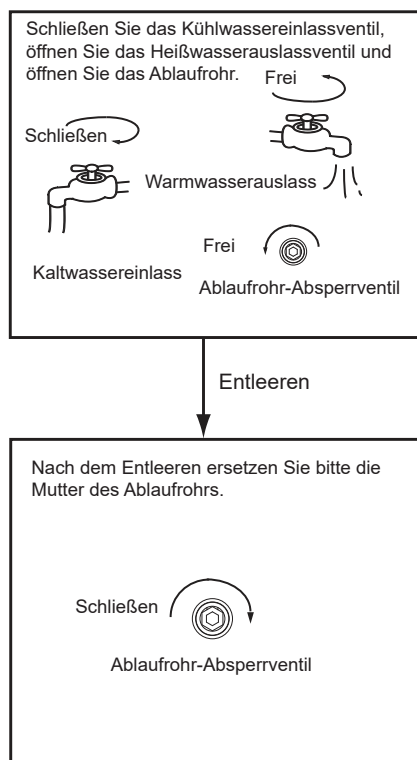 Schließen Sie das Kühlwassereinlassventil,
öffnen Sie das Heißwasserauslassventil und
öffnen Sie das Ablaufrohr.
Frei
Schließen
Warmwasserauslass
Frei
Kaltwassereinlass
Ablaufrohr-Absperrventil
Entleeren
Nach dem Entleeren ersetzen Sie bitte die
Mutter des Ablaufrohrs.
Schließen
Ablaufrohr-Absperrventil